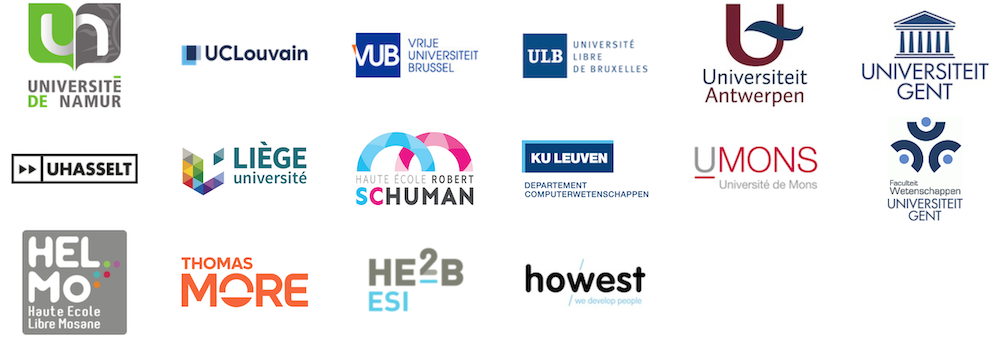 un
UNIVERSITÉ
DE NAMUR
UCLouvain
VUB
VRIJE
UNIVERSITEIT
BRUSSEL
ULB
UNIVERSITÉ
LIBRE
DE BRUXELLES
U
Universiteit
Antwerpen
UNIVERSITEIT
GENT
UHASSELT
LIÈGE
université
HAUTE ÉCOLE ROBERT
SCHUMAN
KU LEUVEN
DEPARTEMENT
COMPUTERWETENSCHAPPEN
UMONS
Université de Mons
Faculteit
Wetenschappen
UNIVERSITEIT
GENT
HEL
MO
Haute Ecole
Libre Mosane
THOMAS
MORE
HE2B
ESI
howest
we develop people